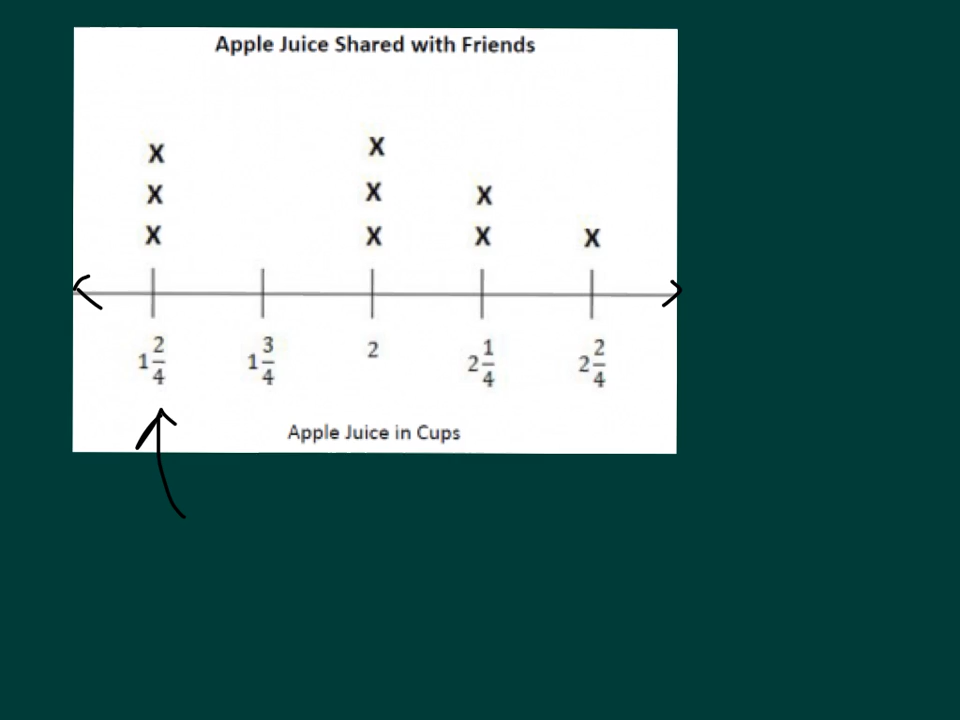 Apple Juice Shared with Friends
X X
X X X
X X X X
1 2/4 1 3/4 2 2 1/4 2 2/4
Apple Juice in Cups